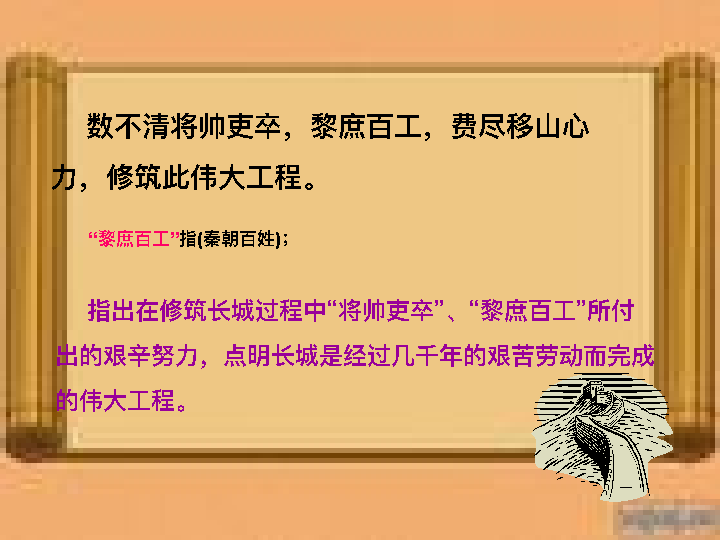 数不清将帅吏卒，黎庶百工，费尽移山心
力，修筑此伟大工程。
“黎庶百工”指(秦朝百姓)；
指出在修筑长城过程中“将帅吏卒”、“黎庶百工”所付
出的艰辛努力，点明长城是经过几千年的艰苦劳动而完成
的伟大工程。